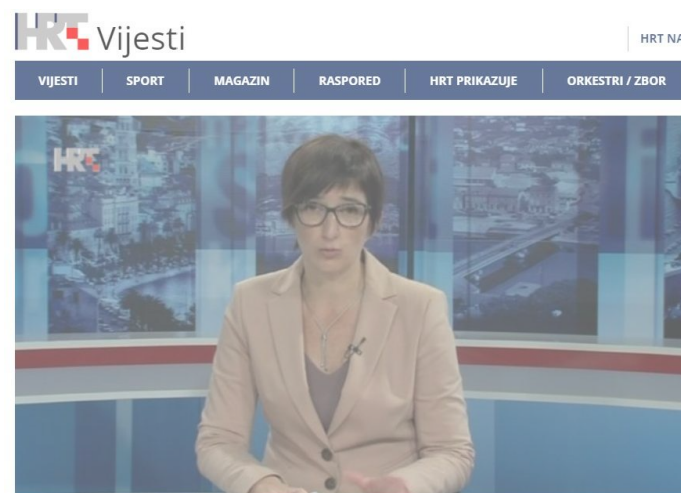 HRT Vijesti
HRT NA
VIJESTI SPORT MAGAZIN RASPORED HRT PRIKAZUJE ORKESTRI / ZBOR
HRT